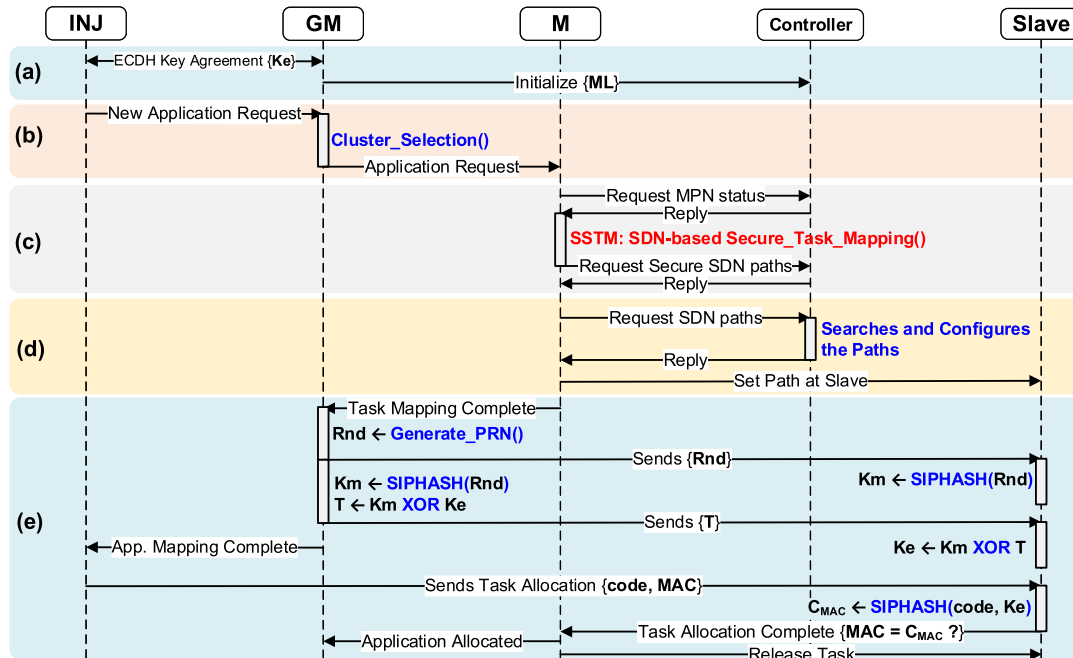 INJ
GM
M
Controller
Slave
(a)
ECDH Key Agreement {Ke}
Initialize {ML}
(b)
New Application Request
Cluster_Selection()
Application Request
(c)
Request MPN status
Reply
SSTM: SDN-based Secure_Task_Mapping()
Request Secure SDN paths
Reply
(d)
Request SDN paths
Searches and Configures
the Paths
Reply
Set Path at Slave
(e)
Task Mapping Complete
Rnd ← Generate_PRN()
Sends {Rnd}
Km ← SIPHASH(Rnd)
Km ← SIPHASH(Rnd)
T ← Km XOR Ke
Sends {T}
App. Mapping Complete
Ke ← Km XOR T
Sends Task Allocation {code, MAC}
CMAC ← SIPHASH(code, Ke)
Task Allocation Complete {MAC = CMAC ?}
Application Allocated
Release Task